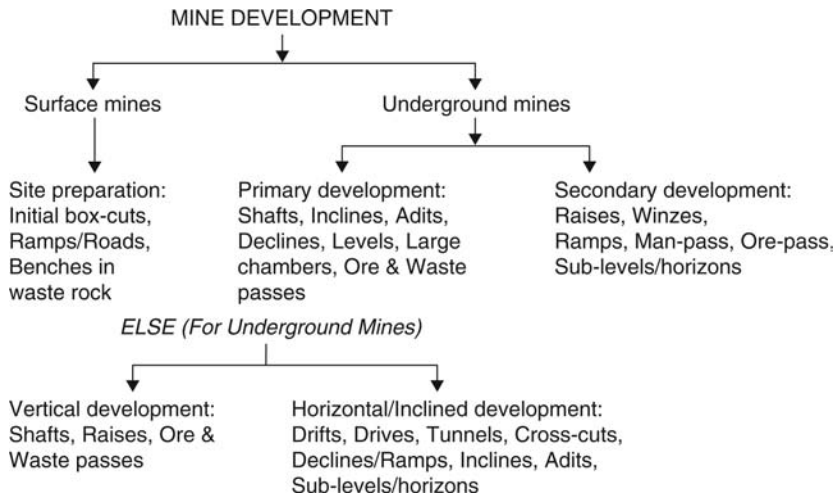 MINE DEVELOPMENT
Surface mines
Underground mines
Site preparation:
Initial box-cuts,
Ramps/Roads,
Benches in
waste rock
Primary development:
Shafts, Inclines, Adits,
Declines, Levels, Large
chambers, Ore & Waste
passes
Secondary development:
Raises, Winzes,
Ramps, Man-pass, Ore-pass,
Sub-levels/horizons
ELSE (For Underground Mines)
Vertical development:
Shafts, Raises, Ore &
Waste passes
Horizontal/Inclined development:
Drifts, Drives, Tunnels, Cross-cuts,
Declines/Ramps, Inclines, Adits,
Sub-levels/horizons